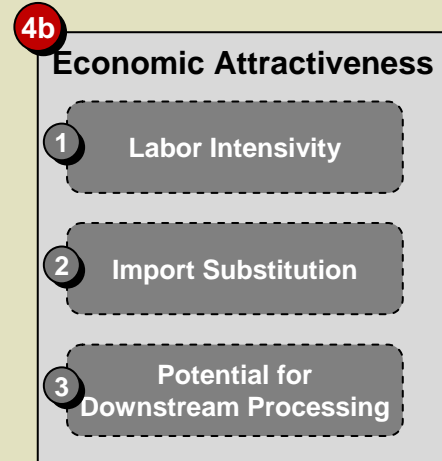 4b
Economic Attractiveness
1
Labor Intensivity
2
Import Substitution
3
Potential for
Downstream Processing